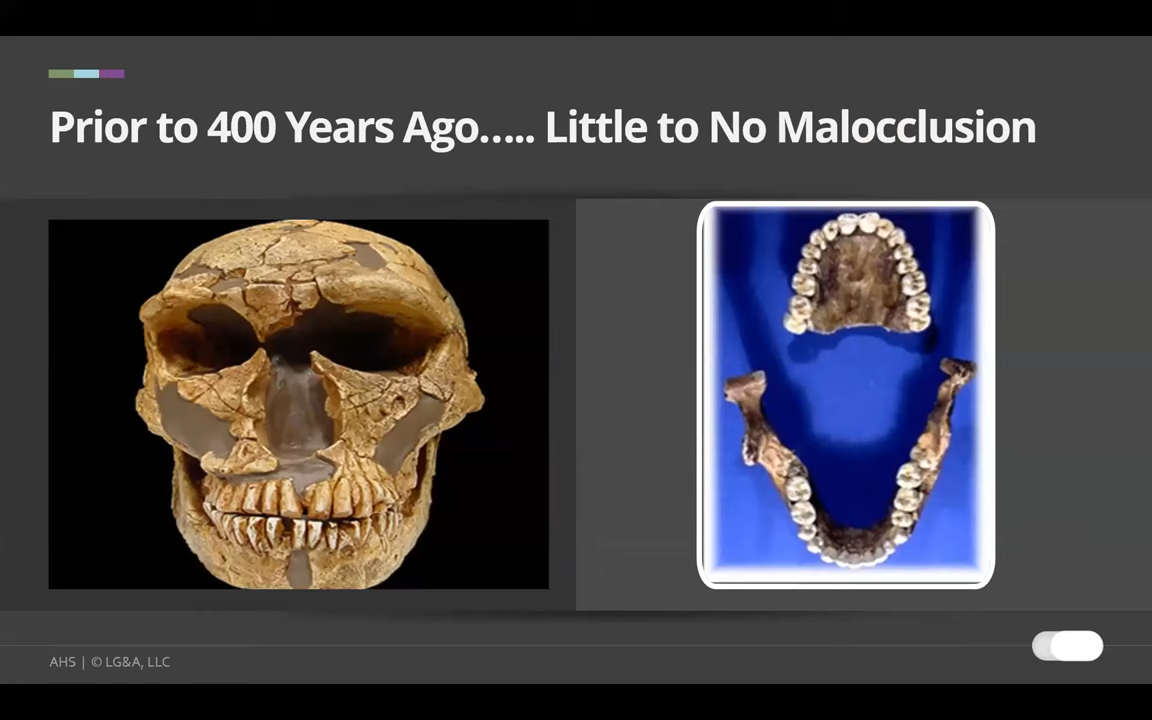 Prior to 400 Years Ago..... Little to No Malocclusion
AHS | © LG&A, LLC